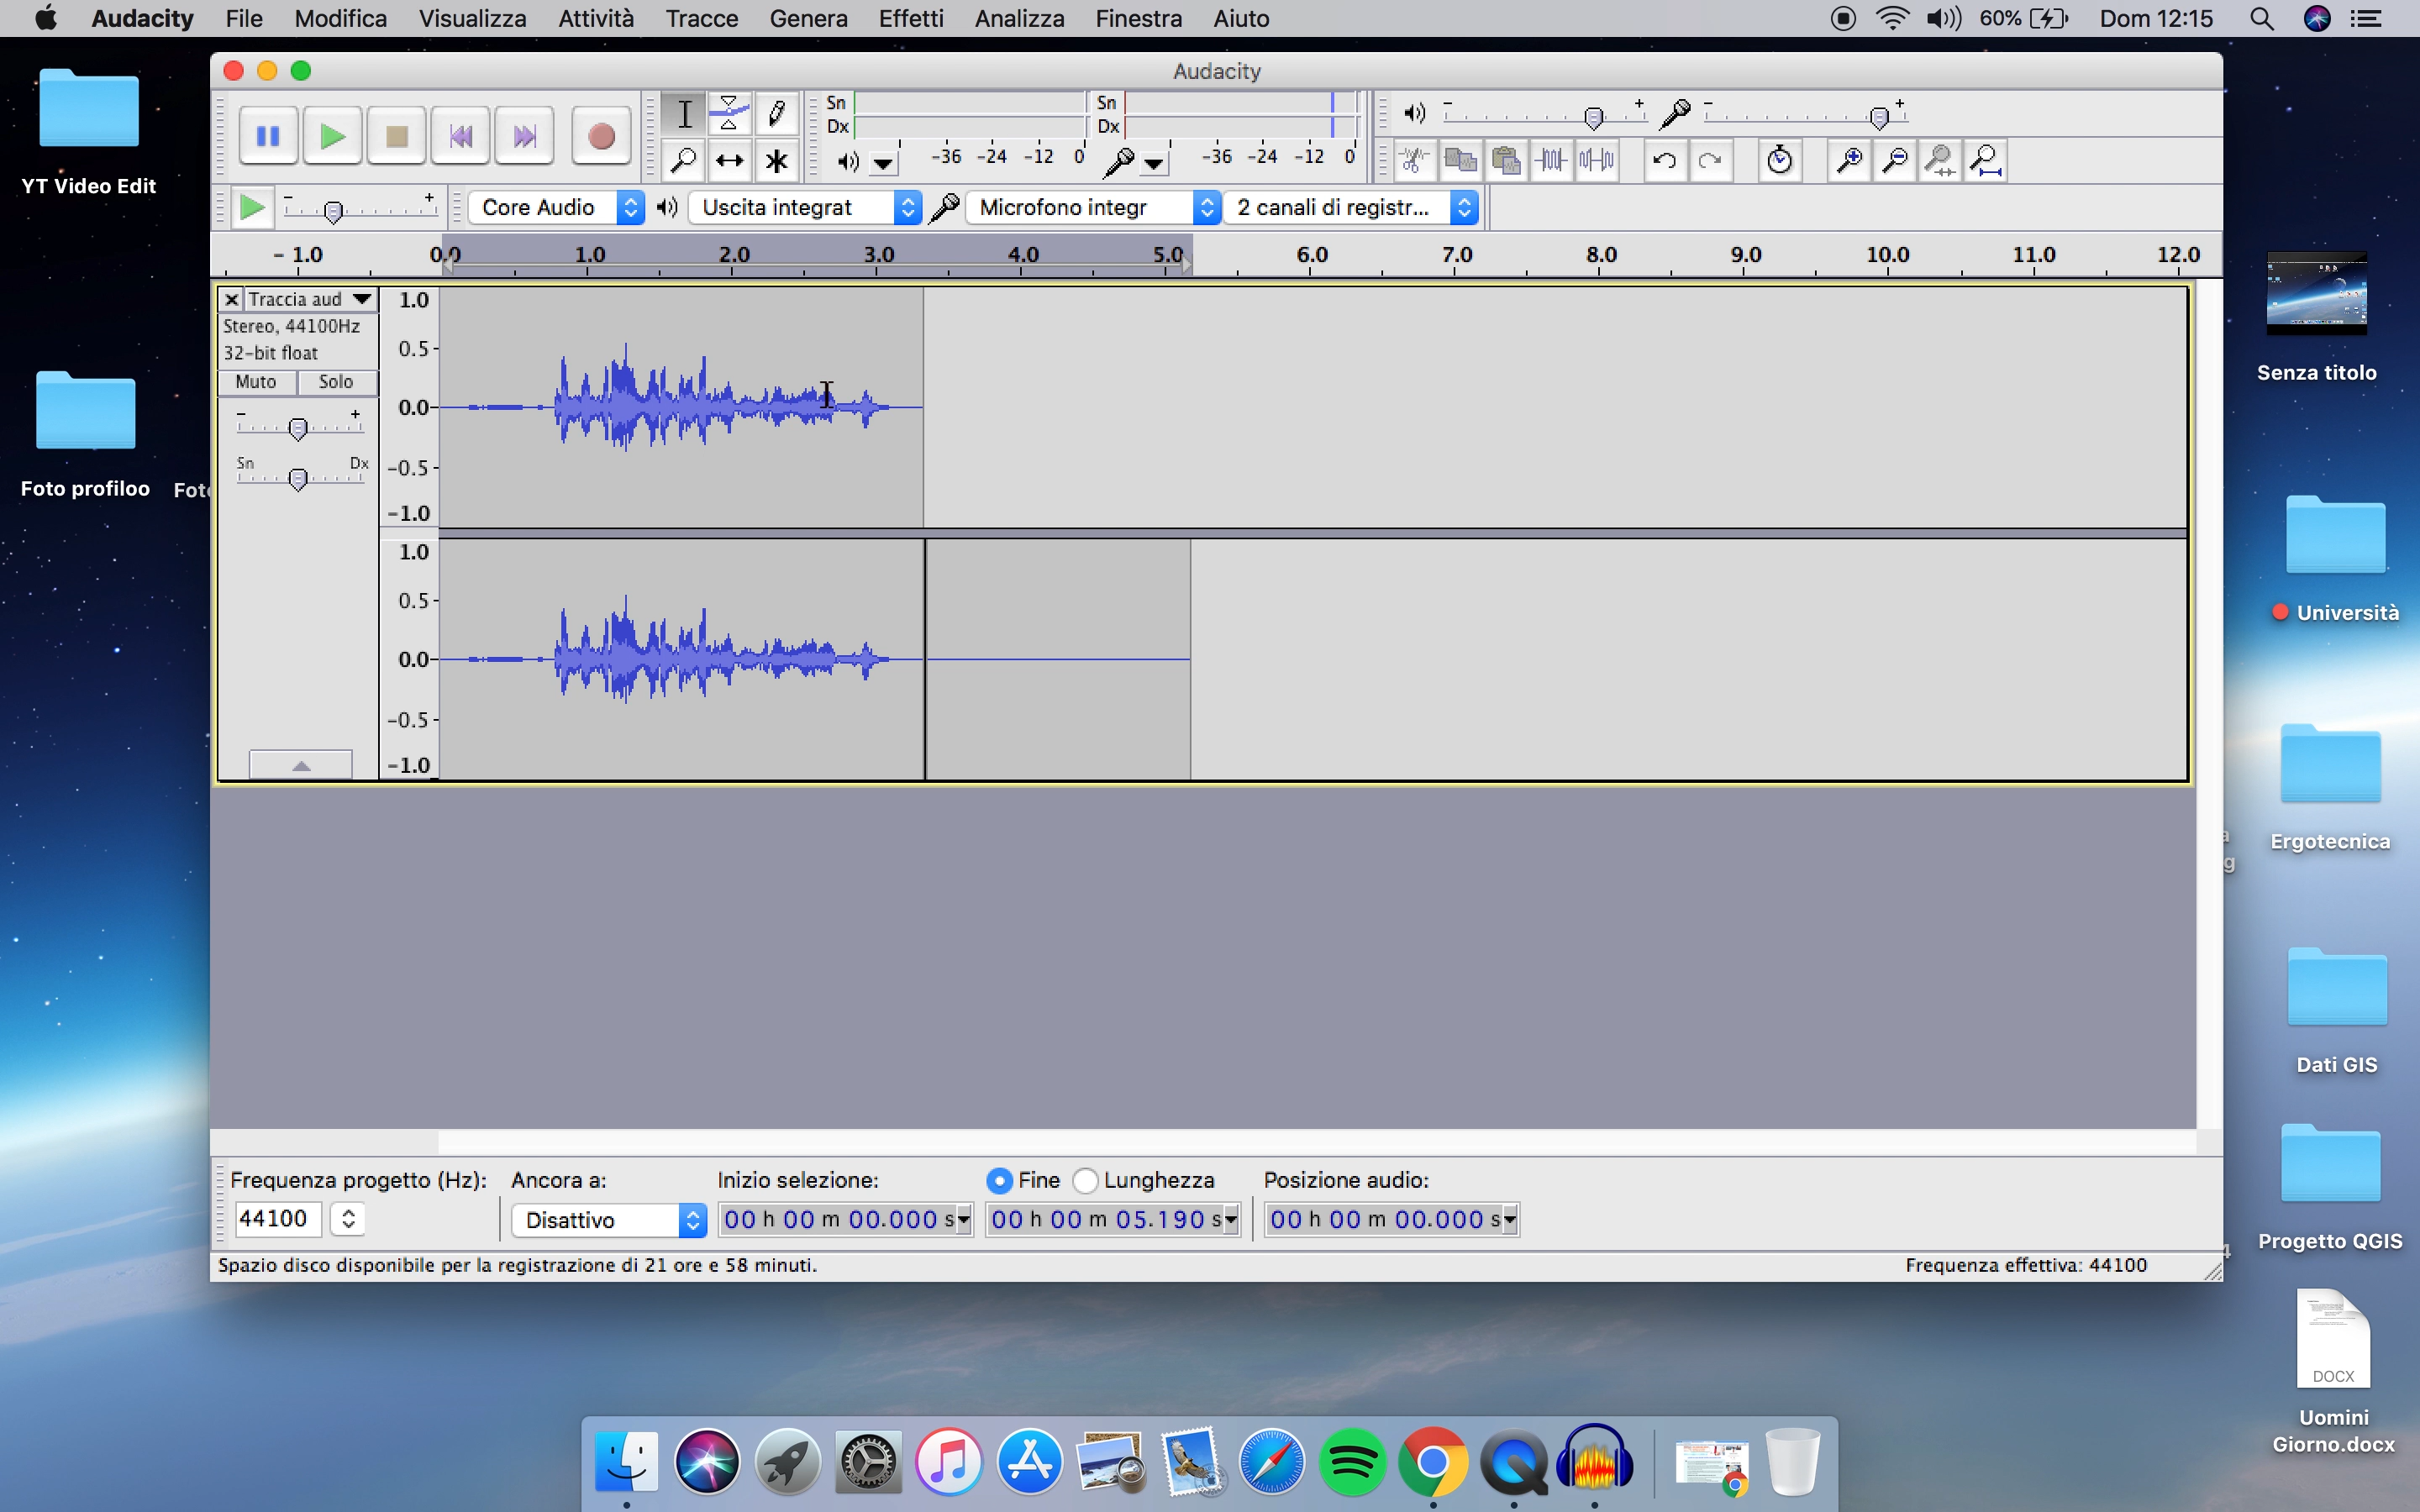 Audacity File Modifica Visualizza Attività Tracce Genera Effetti Analizza Finestra Aiuto 60% Dom 12:15
Audacity
YT Video Edit
Foto profiloo
Foto
Sn
Dx
-36 -24 -12 0
Sn
Dx
-36 -24 -12 0
- +
- +
- +
Core Audio
Uscita integrat
Microfono integr
2 canali di registr...
- 1.0 0.0 1.0 2.0 3.0 4.0 5.0 6.0 7.0 8.0 9.0 10.0 11.0 12.0
Traccia aud
Stereo, 44100Hz
32-bit float
Muto Solo
- +
Sn Dx
1.0
0.5
0.0
-0.5
-1.0
1.0
0.5
0.0
-0.5
-1.0
Frequenza progetto (Hz):
44100
Ancora a:
Disattivo
Inizio selezione:
00 h 00 m 00.000 s
Fine Lunghezza
00 h 00 m 05.190 s
Posizione audio:
00 h 00 m 00.000 s
Spazio disco disponibile per la registrazione di 21 ore e 58 minuti.
Frequenza effettiva: 44100
Senza titolo
Università
Ergotecnica
Dati GIS
Progetto QGIS
DOCX
Uomini
Giorno.docx